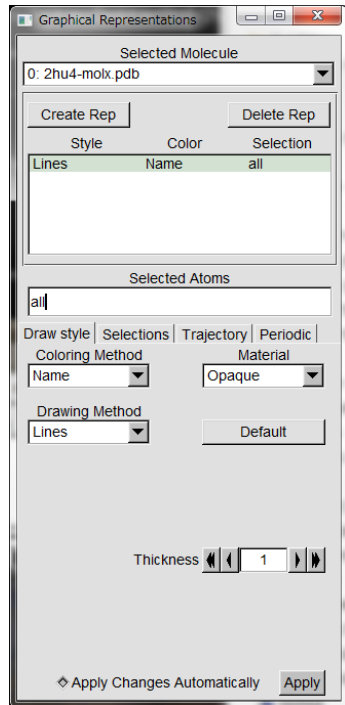 Graphical Representations
Selected Molecule
0: 2hu4-molx.pdb
Create Rep Delete Rep
Style Color Selection
Lines Name all
Selected Atoms
all
Draw style Selections Trajectory Periodic
Coloring Method Material
Name Opaque
Drawing Method
Lines Default
Thickness 1
Apply Changes Automatically Apply